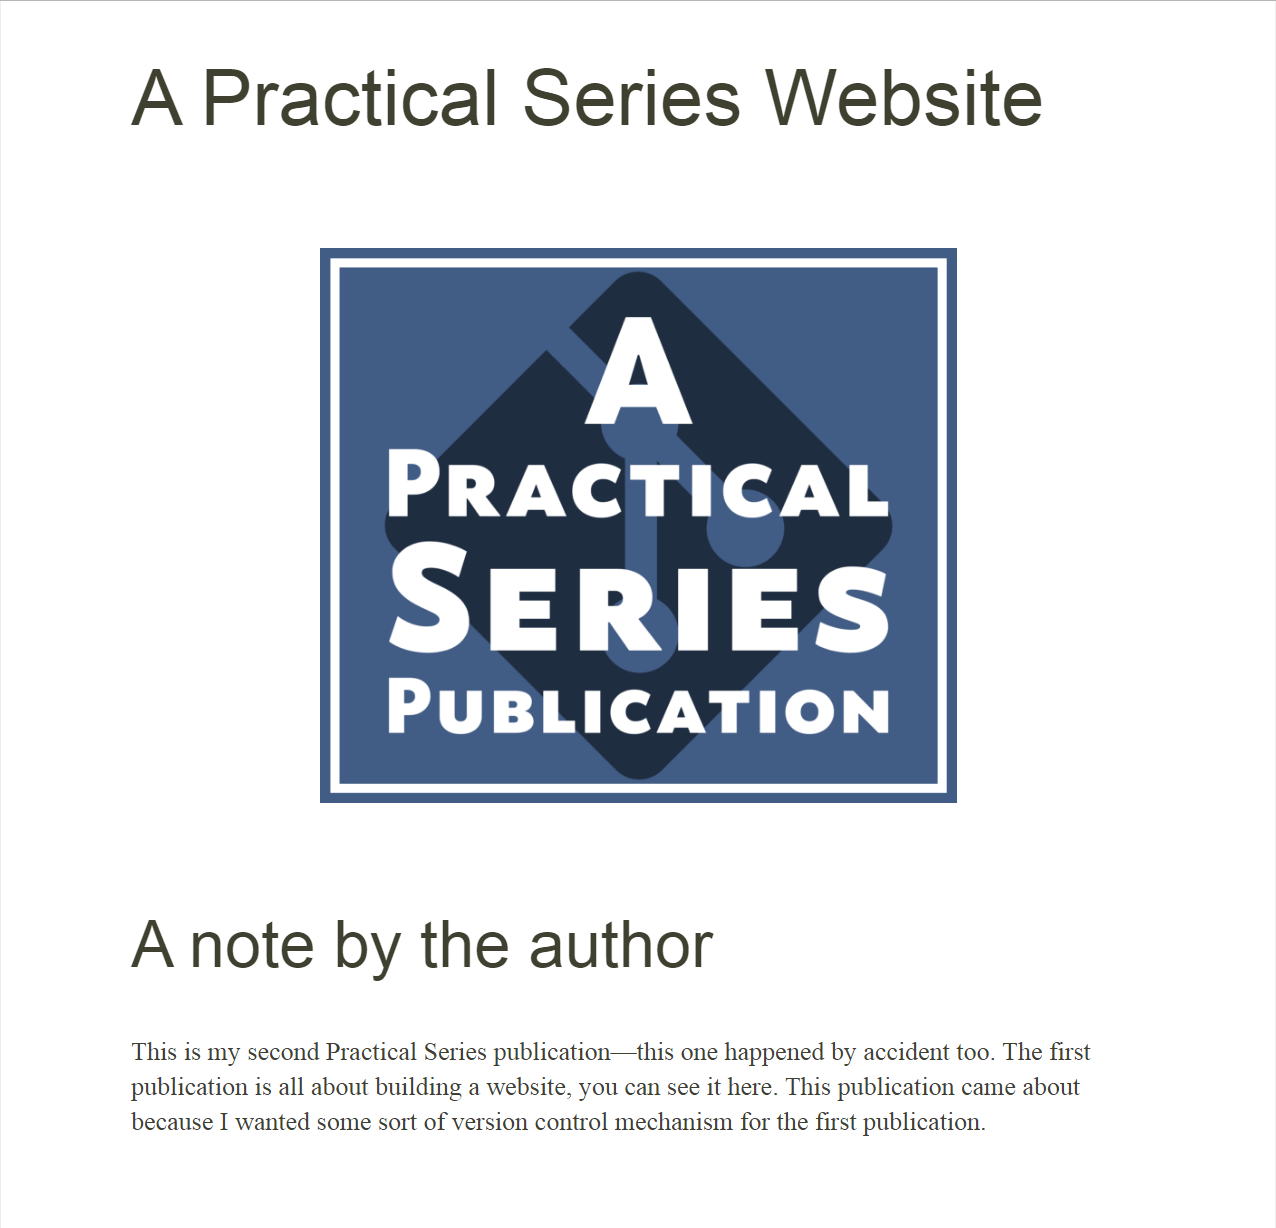 A Practical Series Website
A
PRACTICAL
SERIES
PUBLICATION
A note by the author
This is my second Practical Series publication—this one happened by accident too. The first
publication is all about building a website, you can see it here. This publication came about
because I wanted some sort of version control mechanism for the first publication.